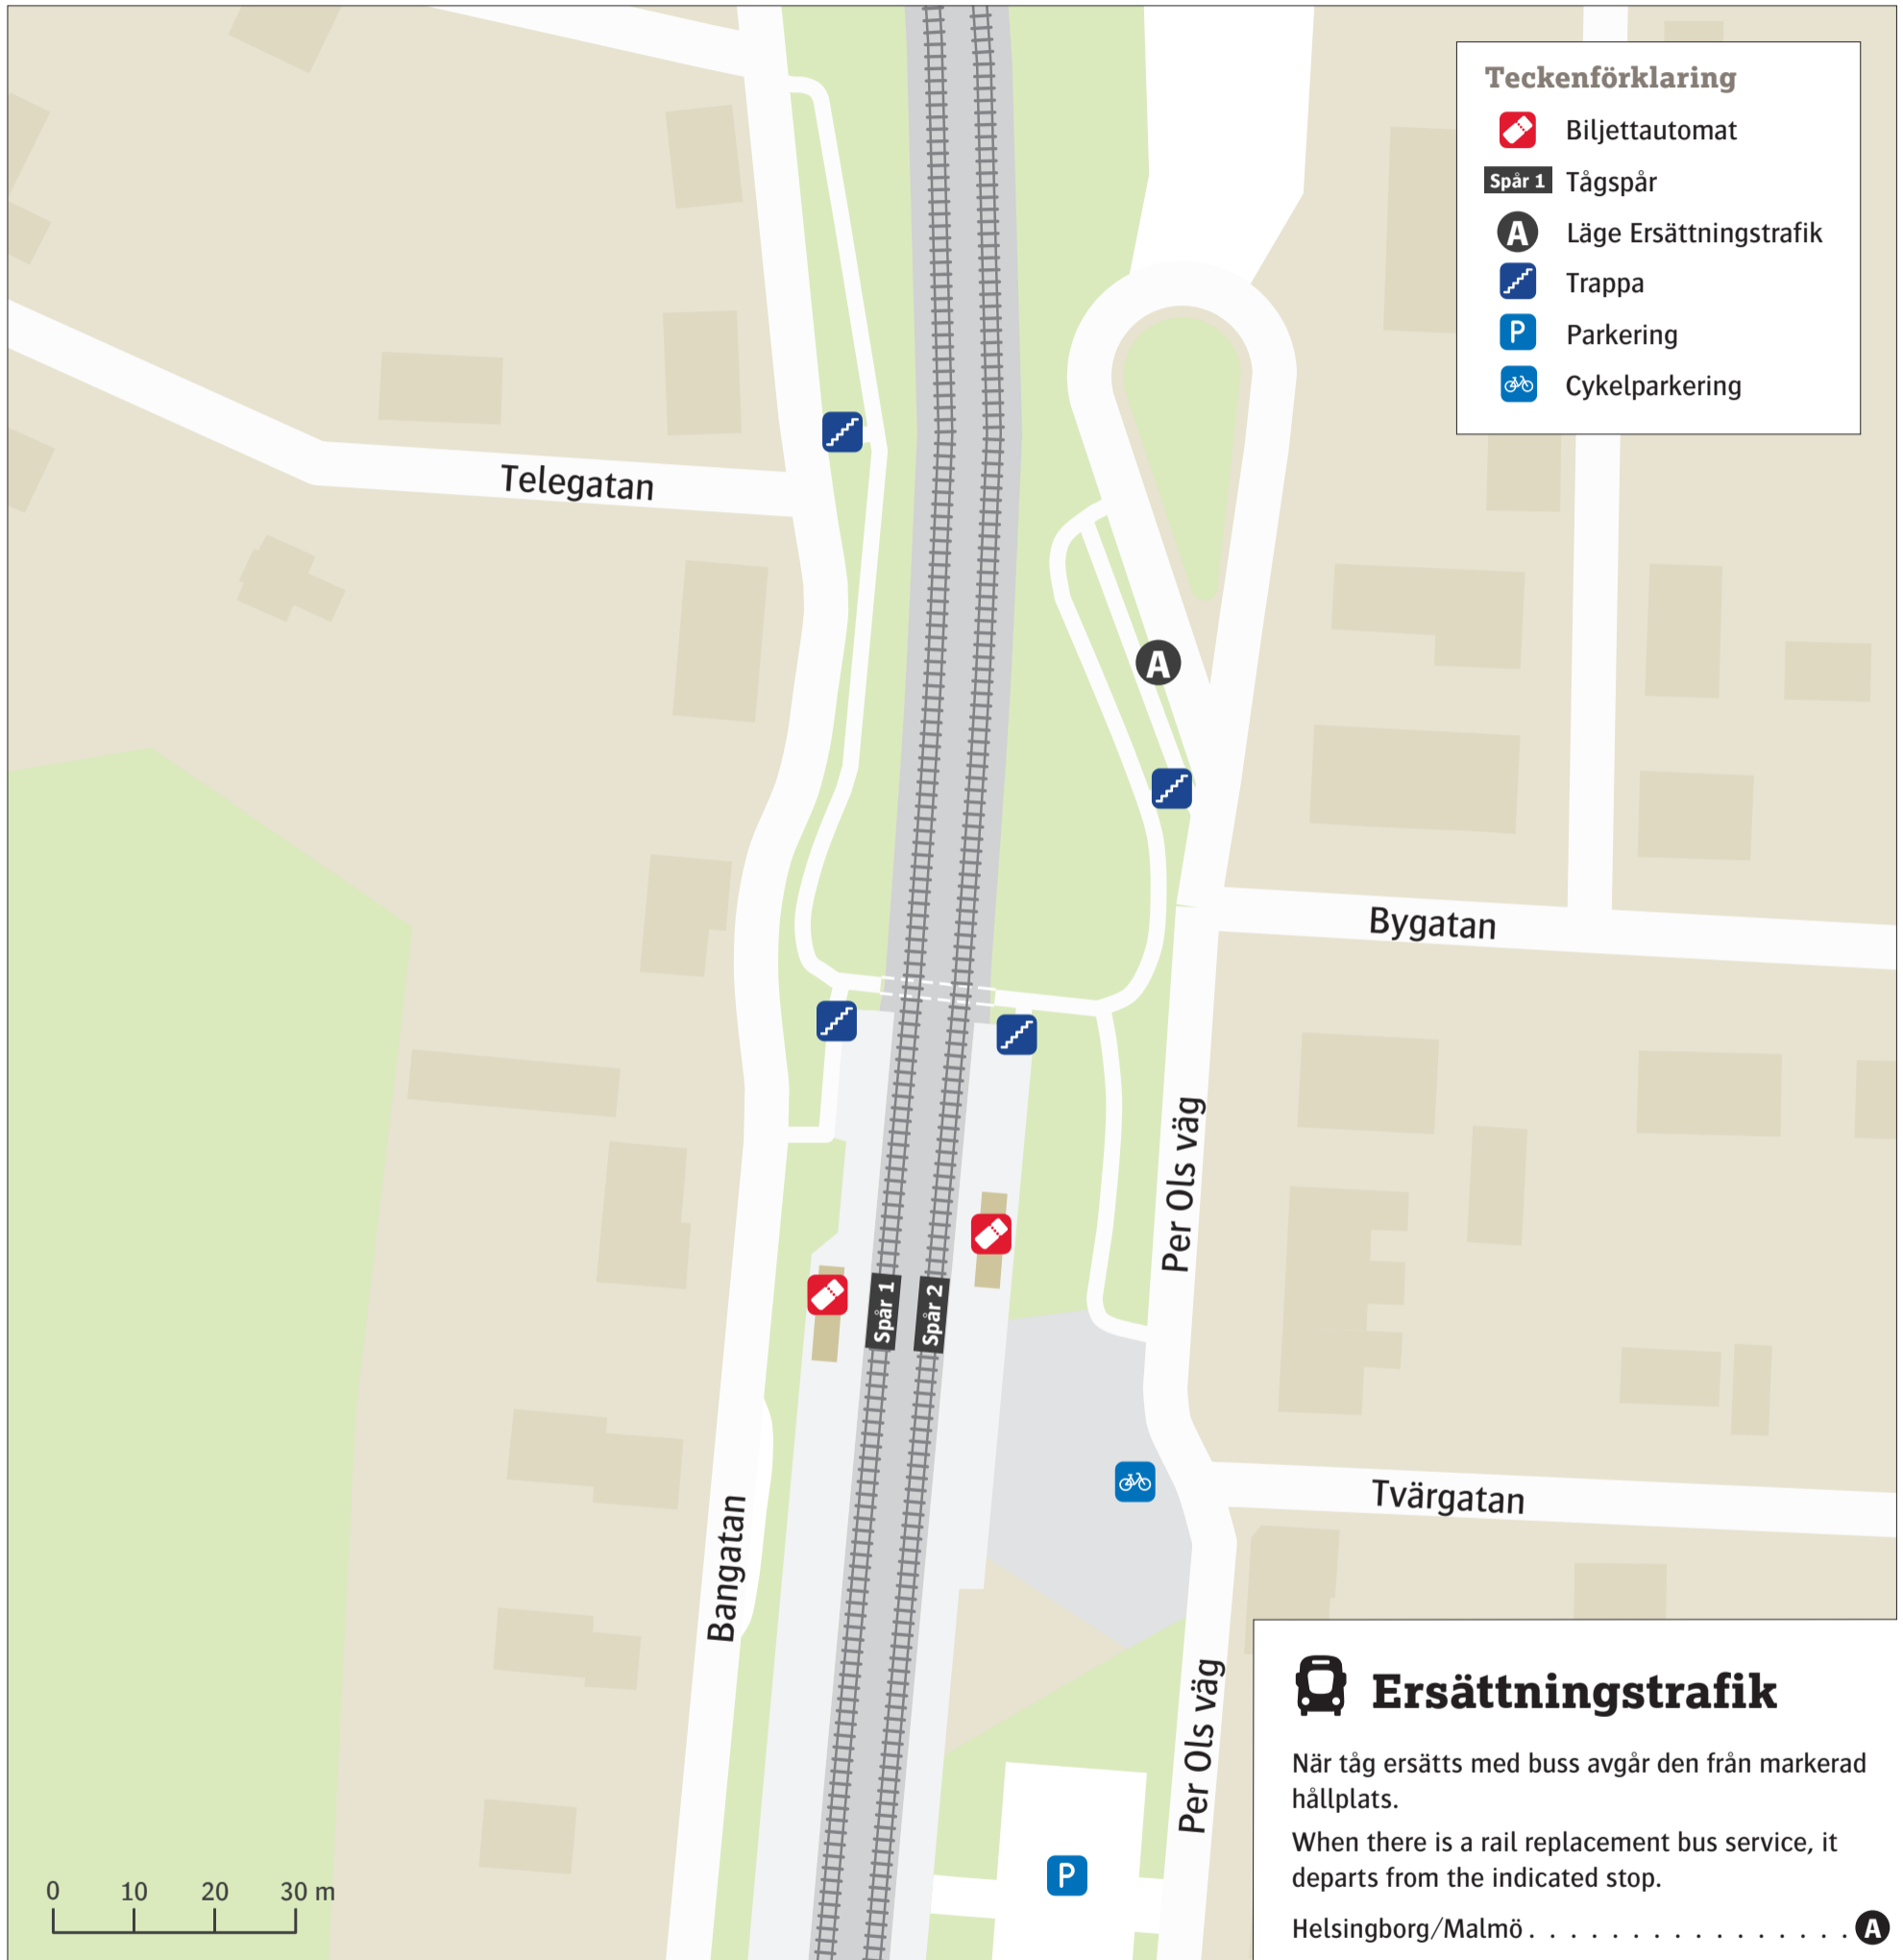 Teckenförklaring
Biljettautomat
Spår 1 Tågspår
A Läge Ersättningstrafik
Trappa
P Parkering
Cykelparkering
Telegatan
A
Bygatan
Per Ols väg
Spår 1
Spår 2
Tvärgatan
Bangatan
Per Ols väg
P
0 10 20 30 m
Ersättningstrafik
När tåg ersätts med buss avgår den från markerad
hållplats.
When there is a rail replacement bus service, it
departs from the indicated stop.
Helsingborg/Malmö . . . . . . . . . . . . . . . . . . . A